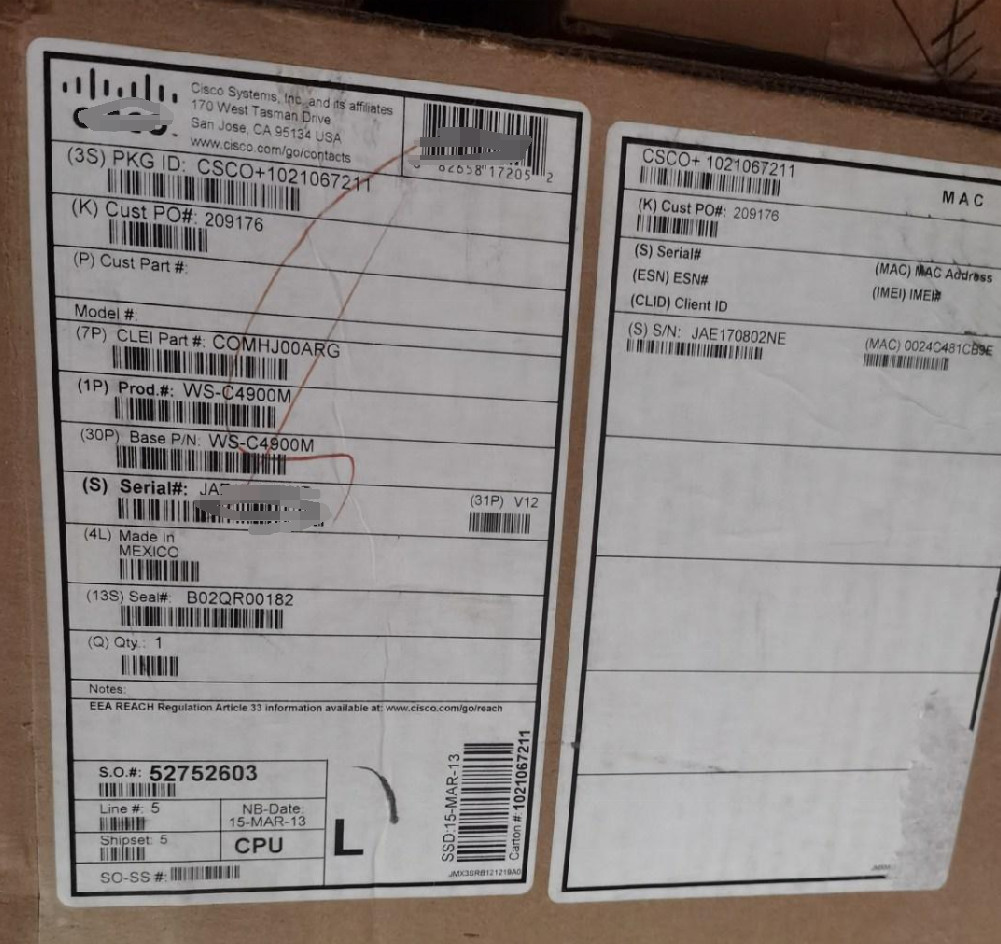 Cisco Systems, Inc. and its affiliates
170 West Tasman Drive
San Jose, CA 95134 USA
www.cisco.com/go/contacts
82658 17205 2
(3S) PKG ID: CSCO+1021067211
(K) Cust PO#: 209176
(P) Cust Part #:
Model #:
(7P) CLEI Part #: COMHJ00ARG
(1P) Prod.#: WS-C4900M
(30P) Base P/N: WS-C4900M
(S) Serial#:
(31P) V12
(4L) Made in
MEXICO
(13S) Seal#: B02QR00182
(Q) Qty.: 1
Notes:
EEA REACH Regulation Article 33 information available at: www.cisco.com/go/reach
S.O.#: 52752603
Line #: 5
NB-Date:
15-MAR-13
Shipset: 5
CPU
SO-SS #:
L
SSD:15-MAR-13
Carton #:1021067211
CSCO+ 1021067211
MAC
(K) Cust PO#: 209176
(S) Serial#
(MAC) MAC Address
(ESN) ESN#
(IMEI) IMEI#
(CLID) Client ID
(S) S/N: JAE170802NE
(MAC) 0024C481CB9E